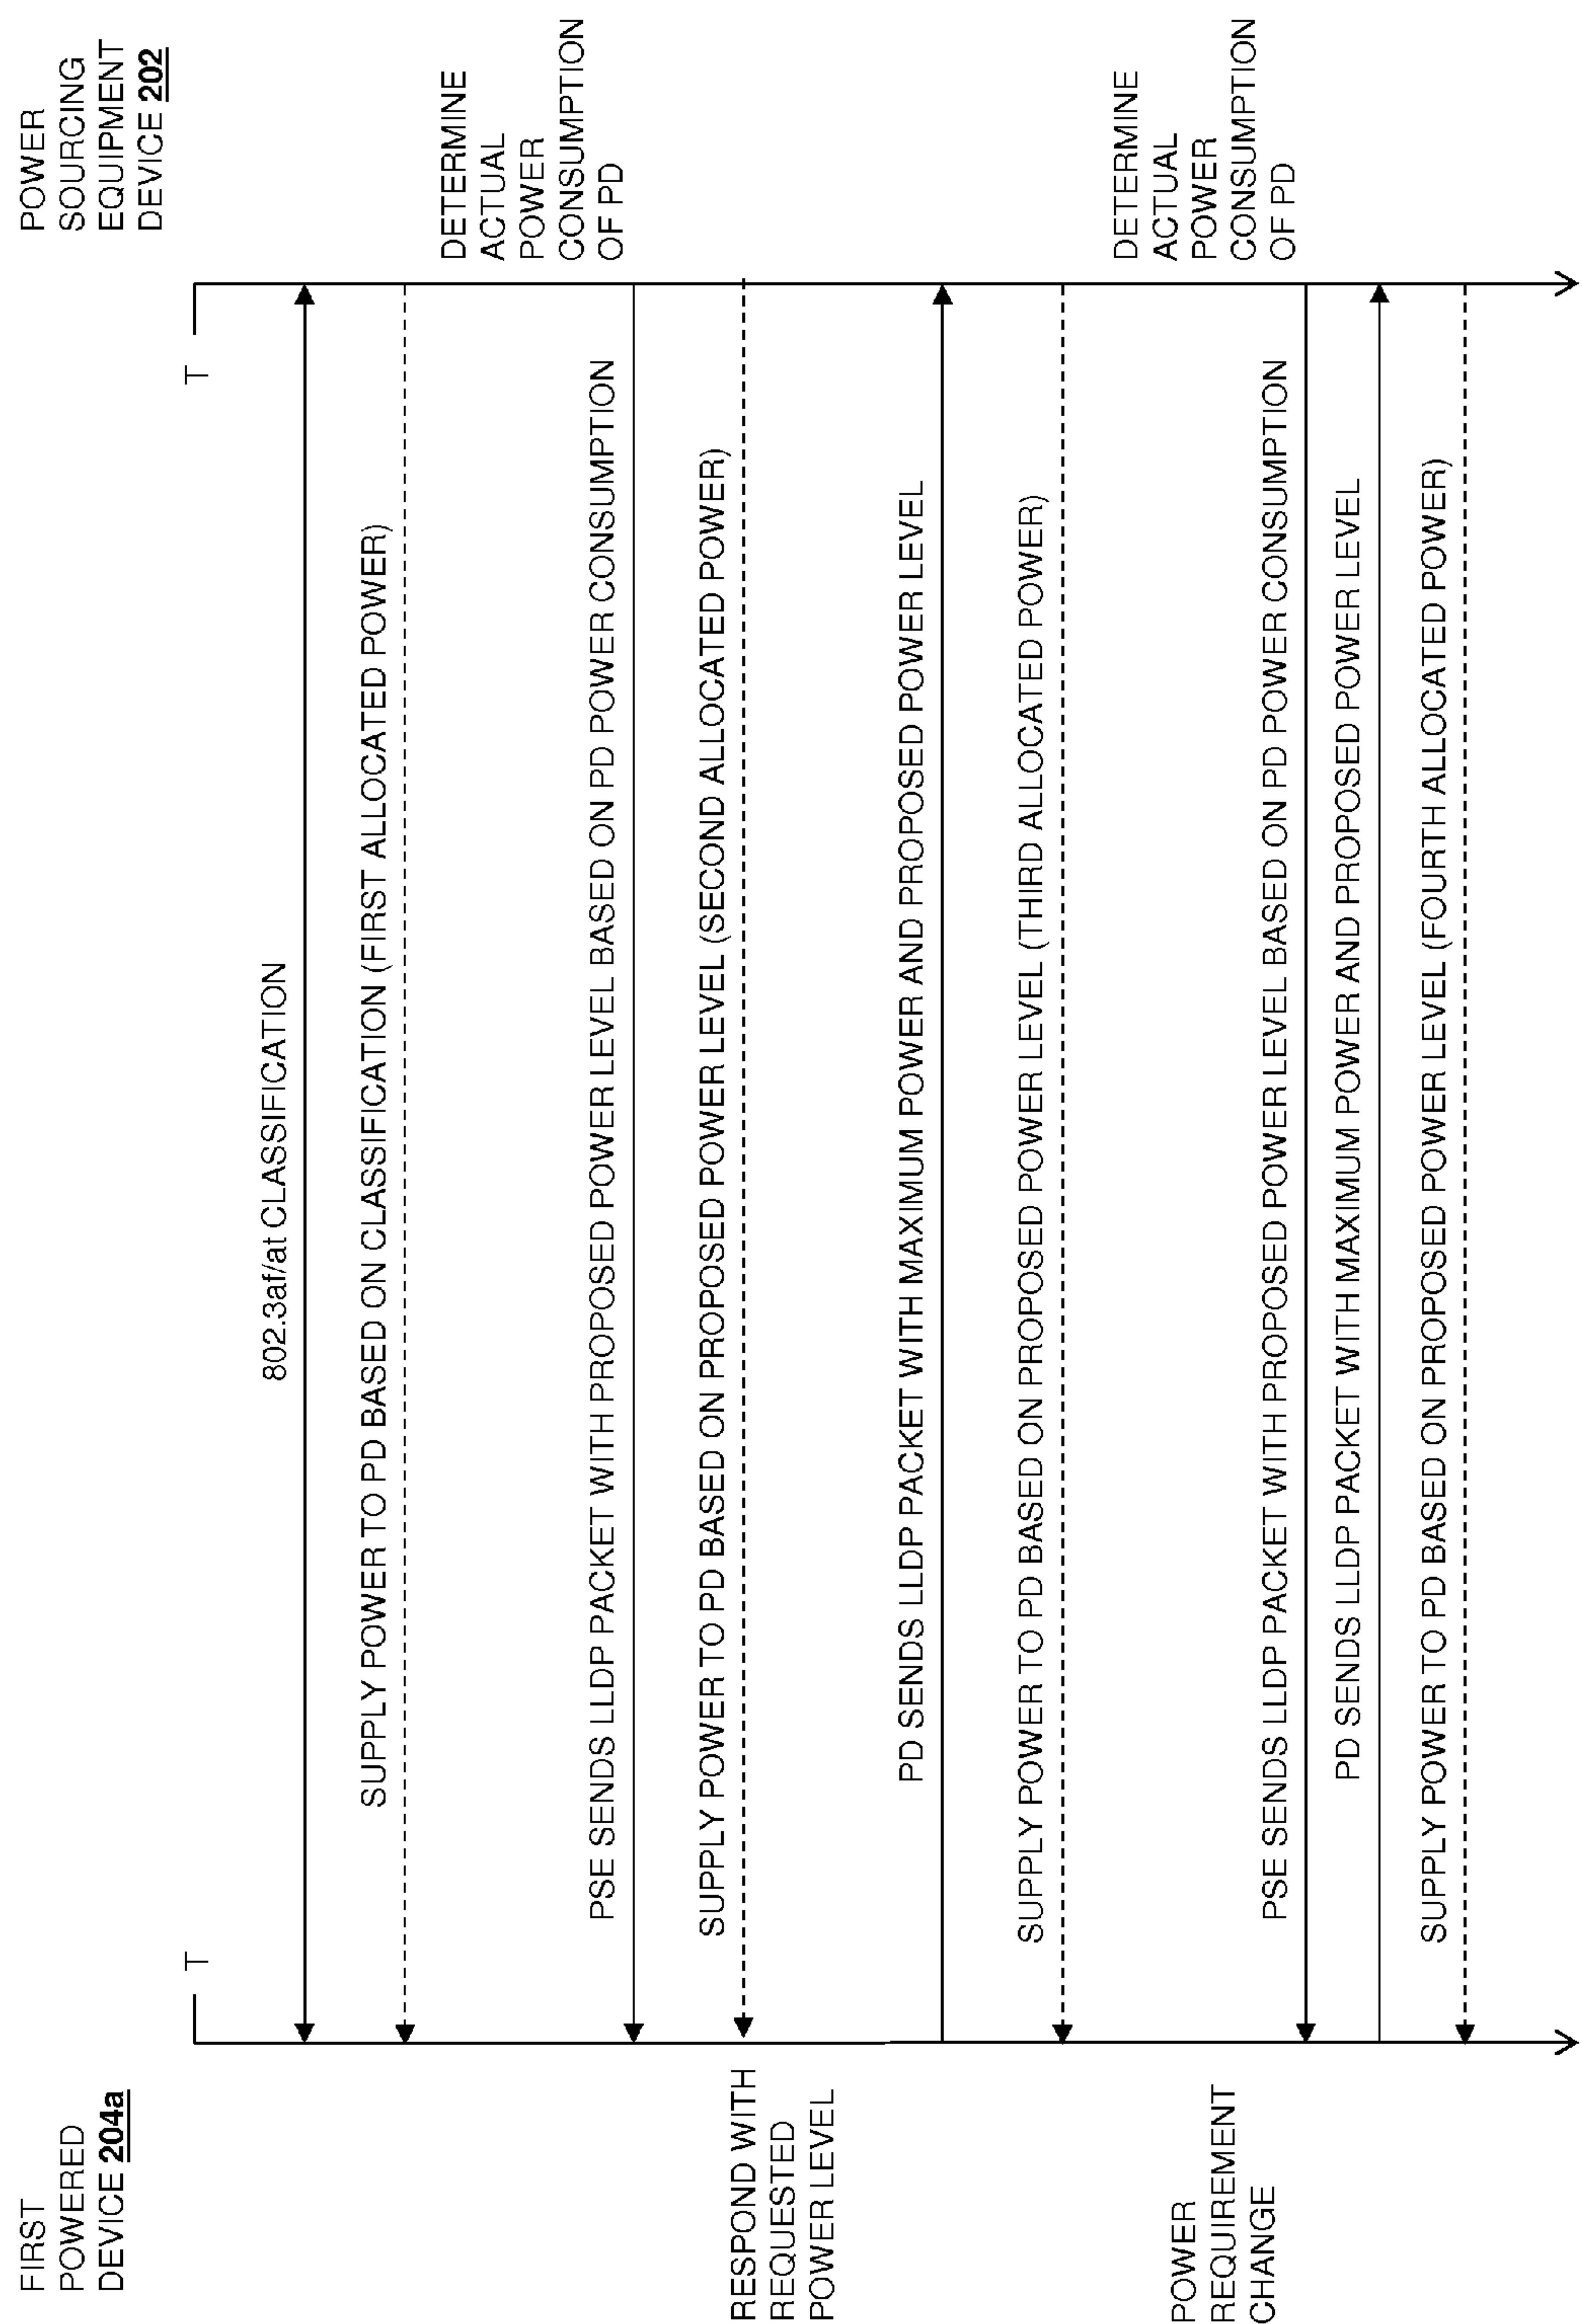 FIRST
POWERED
DEVICE 204a
POWER
SOURCING
EQUIPMENT
DEVICE 202
T
T
802.3af/at CLASSIFICATION
SUPPLY POWER TO PD BASED ON CLASSIFICATION (FIRST ALLOCATED POWER)
DETERMINE
ACTUAL
POWER
CONSUMPTION
OF PD
PSE SENDS LLDP PACKET WITH PROPOSED POWER LEVEL BASED ON PD POWER CONSUMPTION
SUPPLY POWER TO PD BASED ON PROPOSED POWER LEVEL (SECOND ALLOCATED POWER)
RESPOND WITH
REQUESTED
POWER LEVEL
PD SENDS LLDP PACKET WITH MAXIMUM POWER AND PROPOSED POWER LEVEL
SUPPLY POWER TO PD BASED ON PROPOSED POWER LEVEL (THIRD ALLOCATED POWER)
DETERMINE
ACTUAL
POWER
CONSUMPTION
OF PD
POWER
REQUIREMENT
CHANGE
PSE SENDS LLDP PACKET WITH PROPOSED POWER LEVEL BASED ON PD POWER CONSUMPTION
PD SENDS LLDP PACKET WITH MAXIMUM POWER AND PROPOSED POWER LEVEL
SUPPLY POWER TO PD BASED ON PROPOSED POWER LEVEL (FOURTH ALLOCATED POWER)